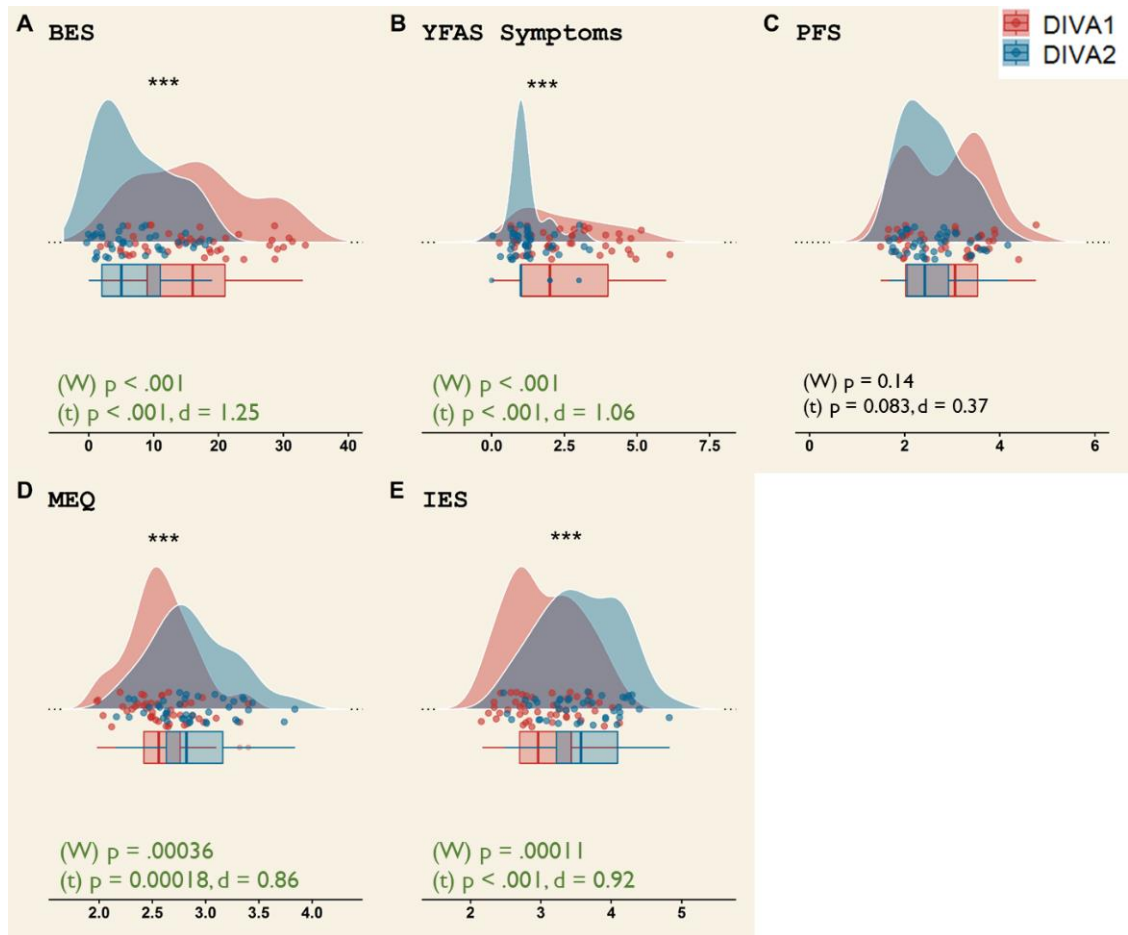 A BES
***
(W) p < .001
(t) p < .001, d = 1.25
0 10 20 30 40
B YFAS Symptoms
***
(W) p < .001
(t) p < .001, d = 1.06
0.0 2.5 5.0 7.5
C PFS
(W) p = 0.14
(t) p = 0.083, d = 0.37
0 2 4 6
DIVA1
DIVA2
D MEQ
***
(W) p = .00036
(t) p = 0.00018, d = 0.86
2.0 2.5 3.0 3.5 4.0
E IES
***
(W) p = .00011
(t) p < .001, d = 0.92
2 3 4 5